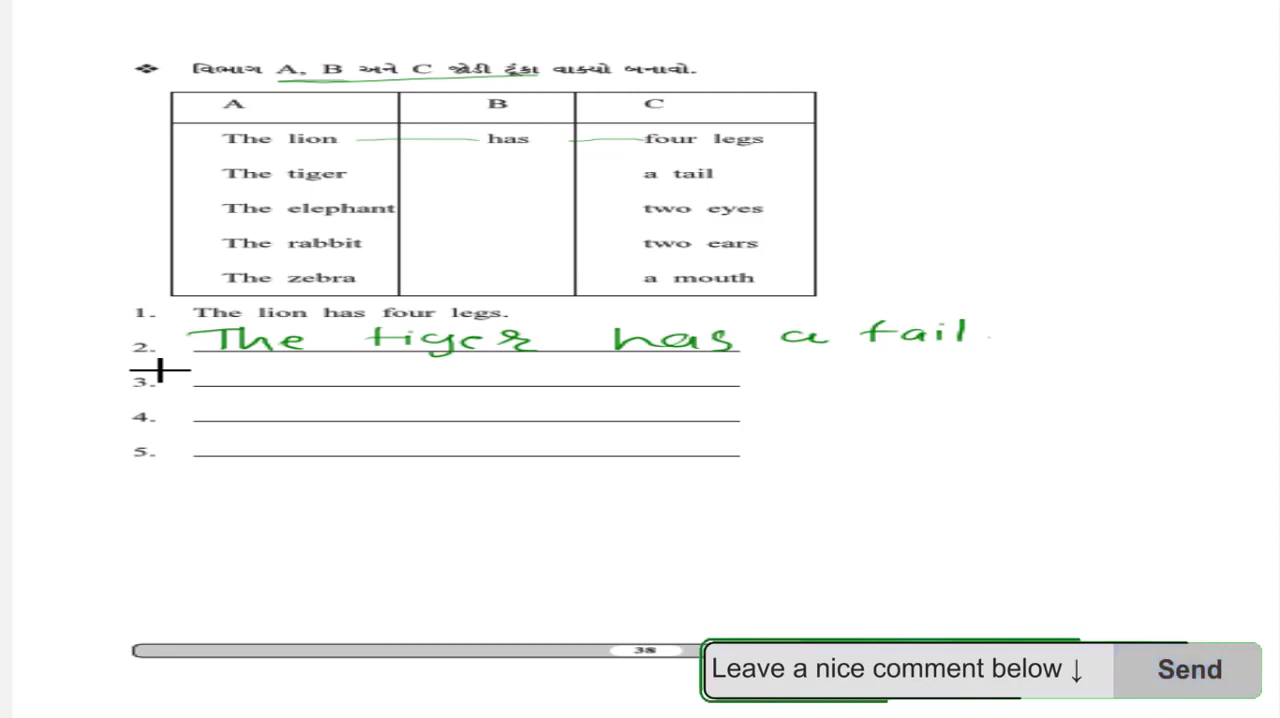 ❖ વિભાગ A, B અને C જોડી ટૂંકા વાક્યો બનાવો.
A B C
The lion has four legs
The tiger a tail
The elephant two eyes
The rabbit two ears
The zebra a mouth
1. The lion has four legs.
2. The tiger has a tail
3.
4.
5.
38
Leave a nice comment below ↓ Send